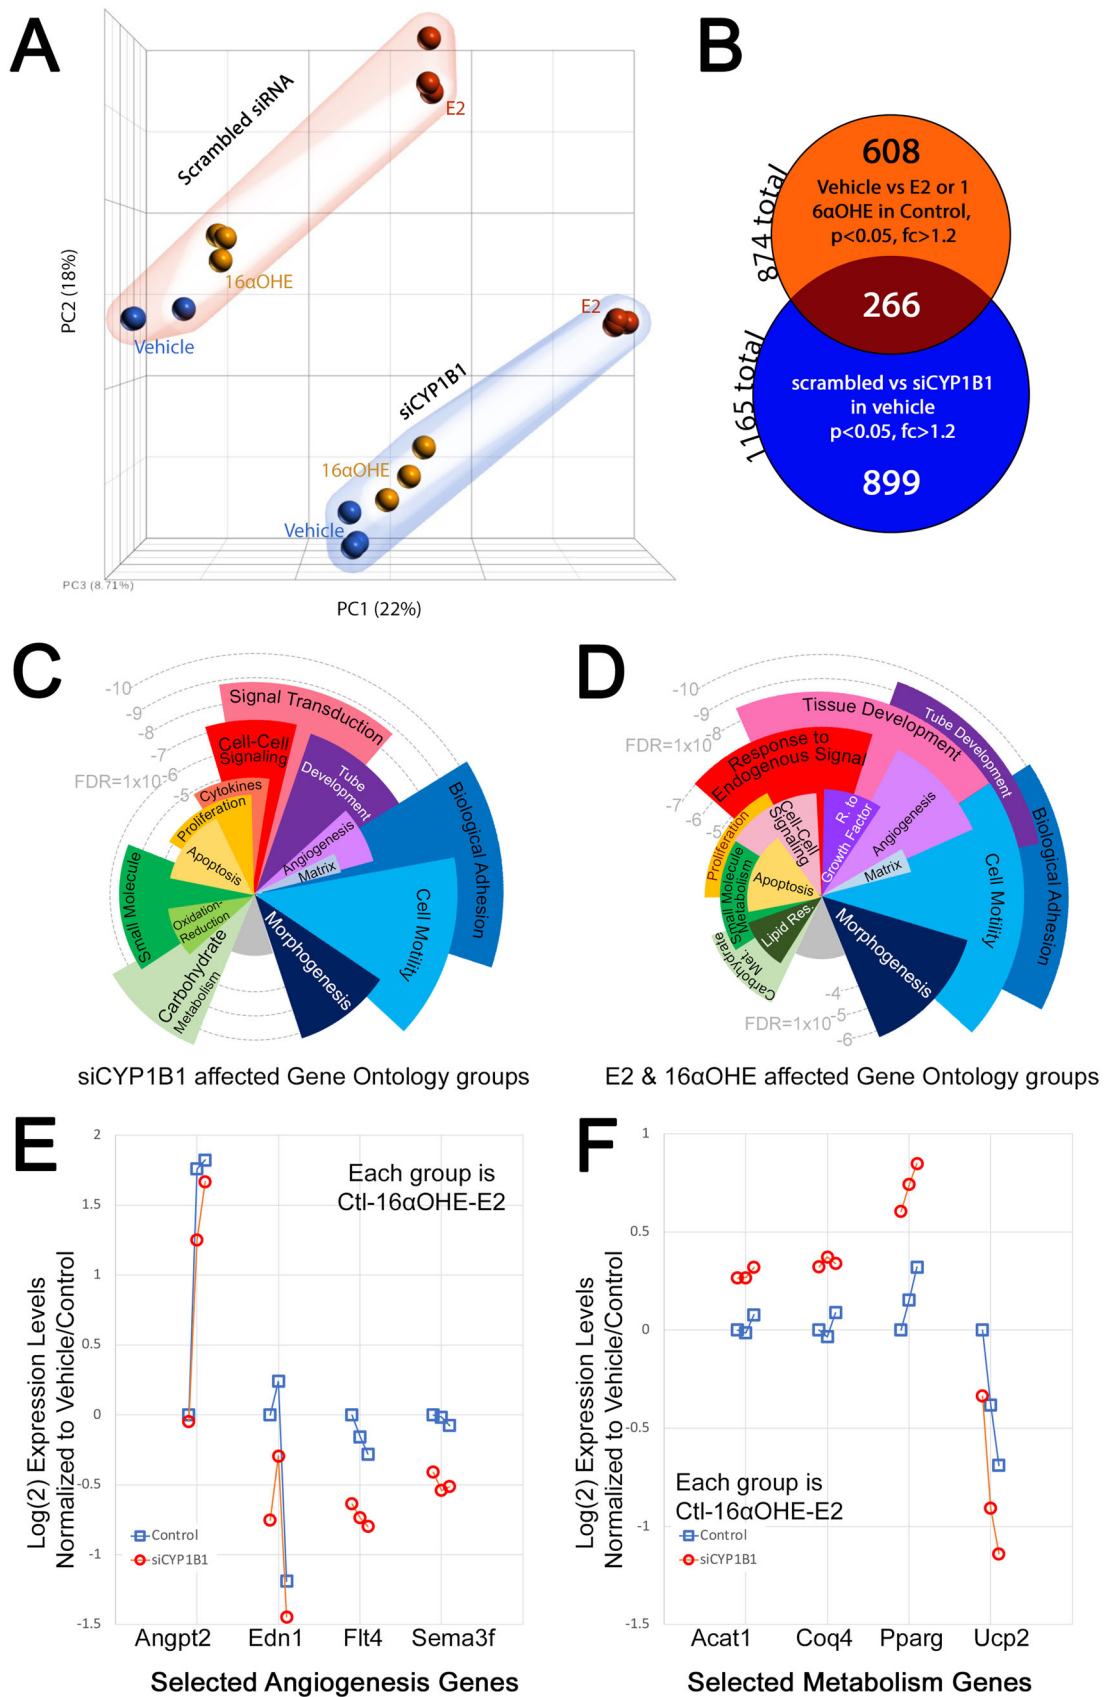 A
Scrambled siRNA
E2
16αOHE
Vehicle
E2
siCYP1B1
16αOHE
Vehicle
PC2 (18%)
PC3 (8.71%)
PC1 (22%)
B
874 total
608
Vehicle vs E2 or 1
6αOHE in Control,
p<0.05, fc>1.2
266
1165 total
scrambled vs siCYP1B1
in vehicle
p<0.05, fc>1.2
899
C
-10
-9
-8
-7
FDR=1x10-6
-5
Signal Transduction
Cell-Cell
Signaling
Cytokines
Proliferation
Apoptosis
Tube
Development
Angiogenesis
Matrix
Biological Adhesion
Cell Motility
Morphogenesis
Small Molecule
Oxidation-
Reduction
Carbohydrate
Metabolism
siCYP1B1 affected Gene Ontology groups
D
-10
-9
FDR=1x10-8
-7
-6
-5
Tissue Development
Tube Development
Response to
Endogenous Signal
Cell-Cell
Signaling
Proliferation
R. to
Growth Factor
Angiogenesis
Matrix
Biological Adhesion
Cell Motility
Morphogenesis
Small Molecule
Metabolism
Apoptosis
Lipid Res.
Carbohydrate
Met.
-4
FDR=1x10-5
-6
E2 & 16αOHE affected Gene Ontology groups
E
Log(2) Expression Levels
Normalized to Vehicle/Control
2
1.5
1
0.5
0
-0.5
-1
-1.5
Each group is
Ctl-16αOHE-E2
Control
siCYP1B1
Angpt2 Edn1 Flt4 Sema3f
Selected Angiogenesis Genes
F
Log(2) Expression Levels
Normalized to Vehicle/Control
1
0.5
0
-0.5
-1
-1.5
Each group is
Ctl-16αOHE-E2
Control
siCYP1B1
Acat1 Coq4 Pparg Ucp2
Selected Metabolism Genes